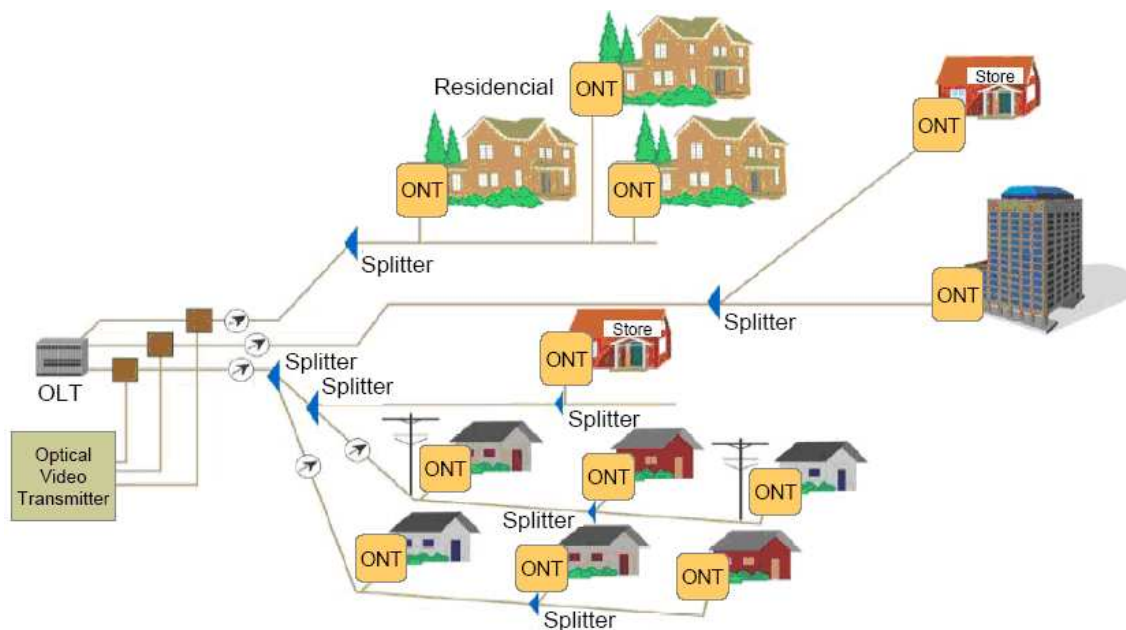 Residencial
ONT
ONT
ONT
Store
ONT
Splitter
ONT
Splitter
OLT
Splitter
Splitter
Store
ONT
Splitter
Optical
Video
Transmitter
ONT
ONT
ONT
Splitter
ONT
ONT
ONT
Splitter